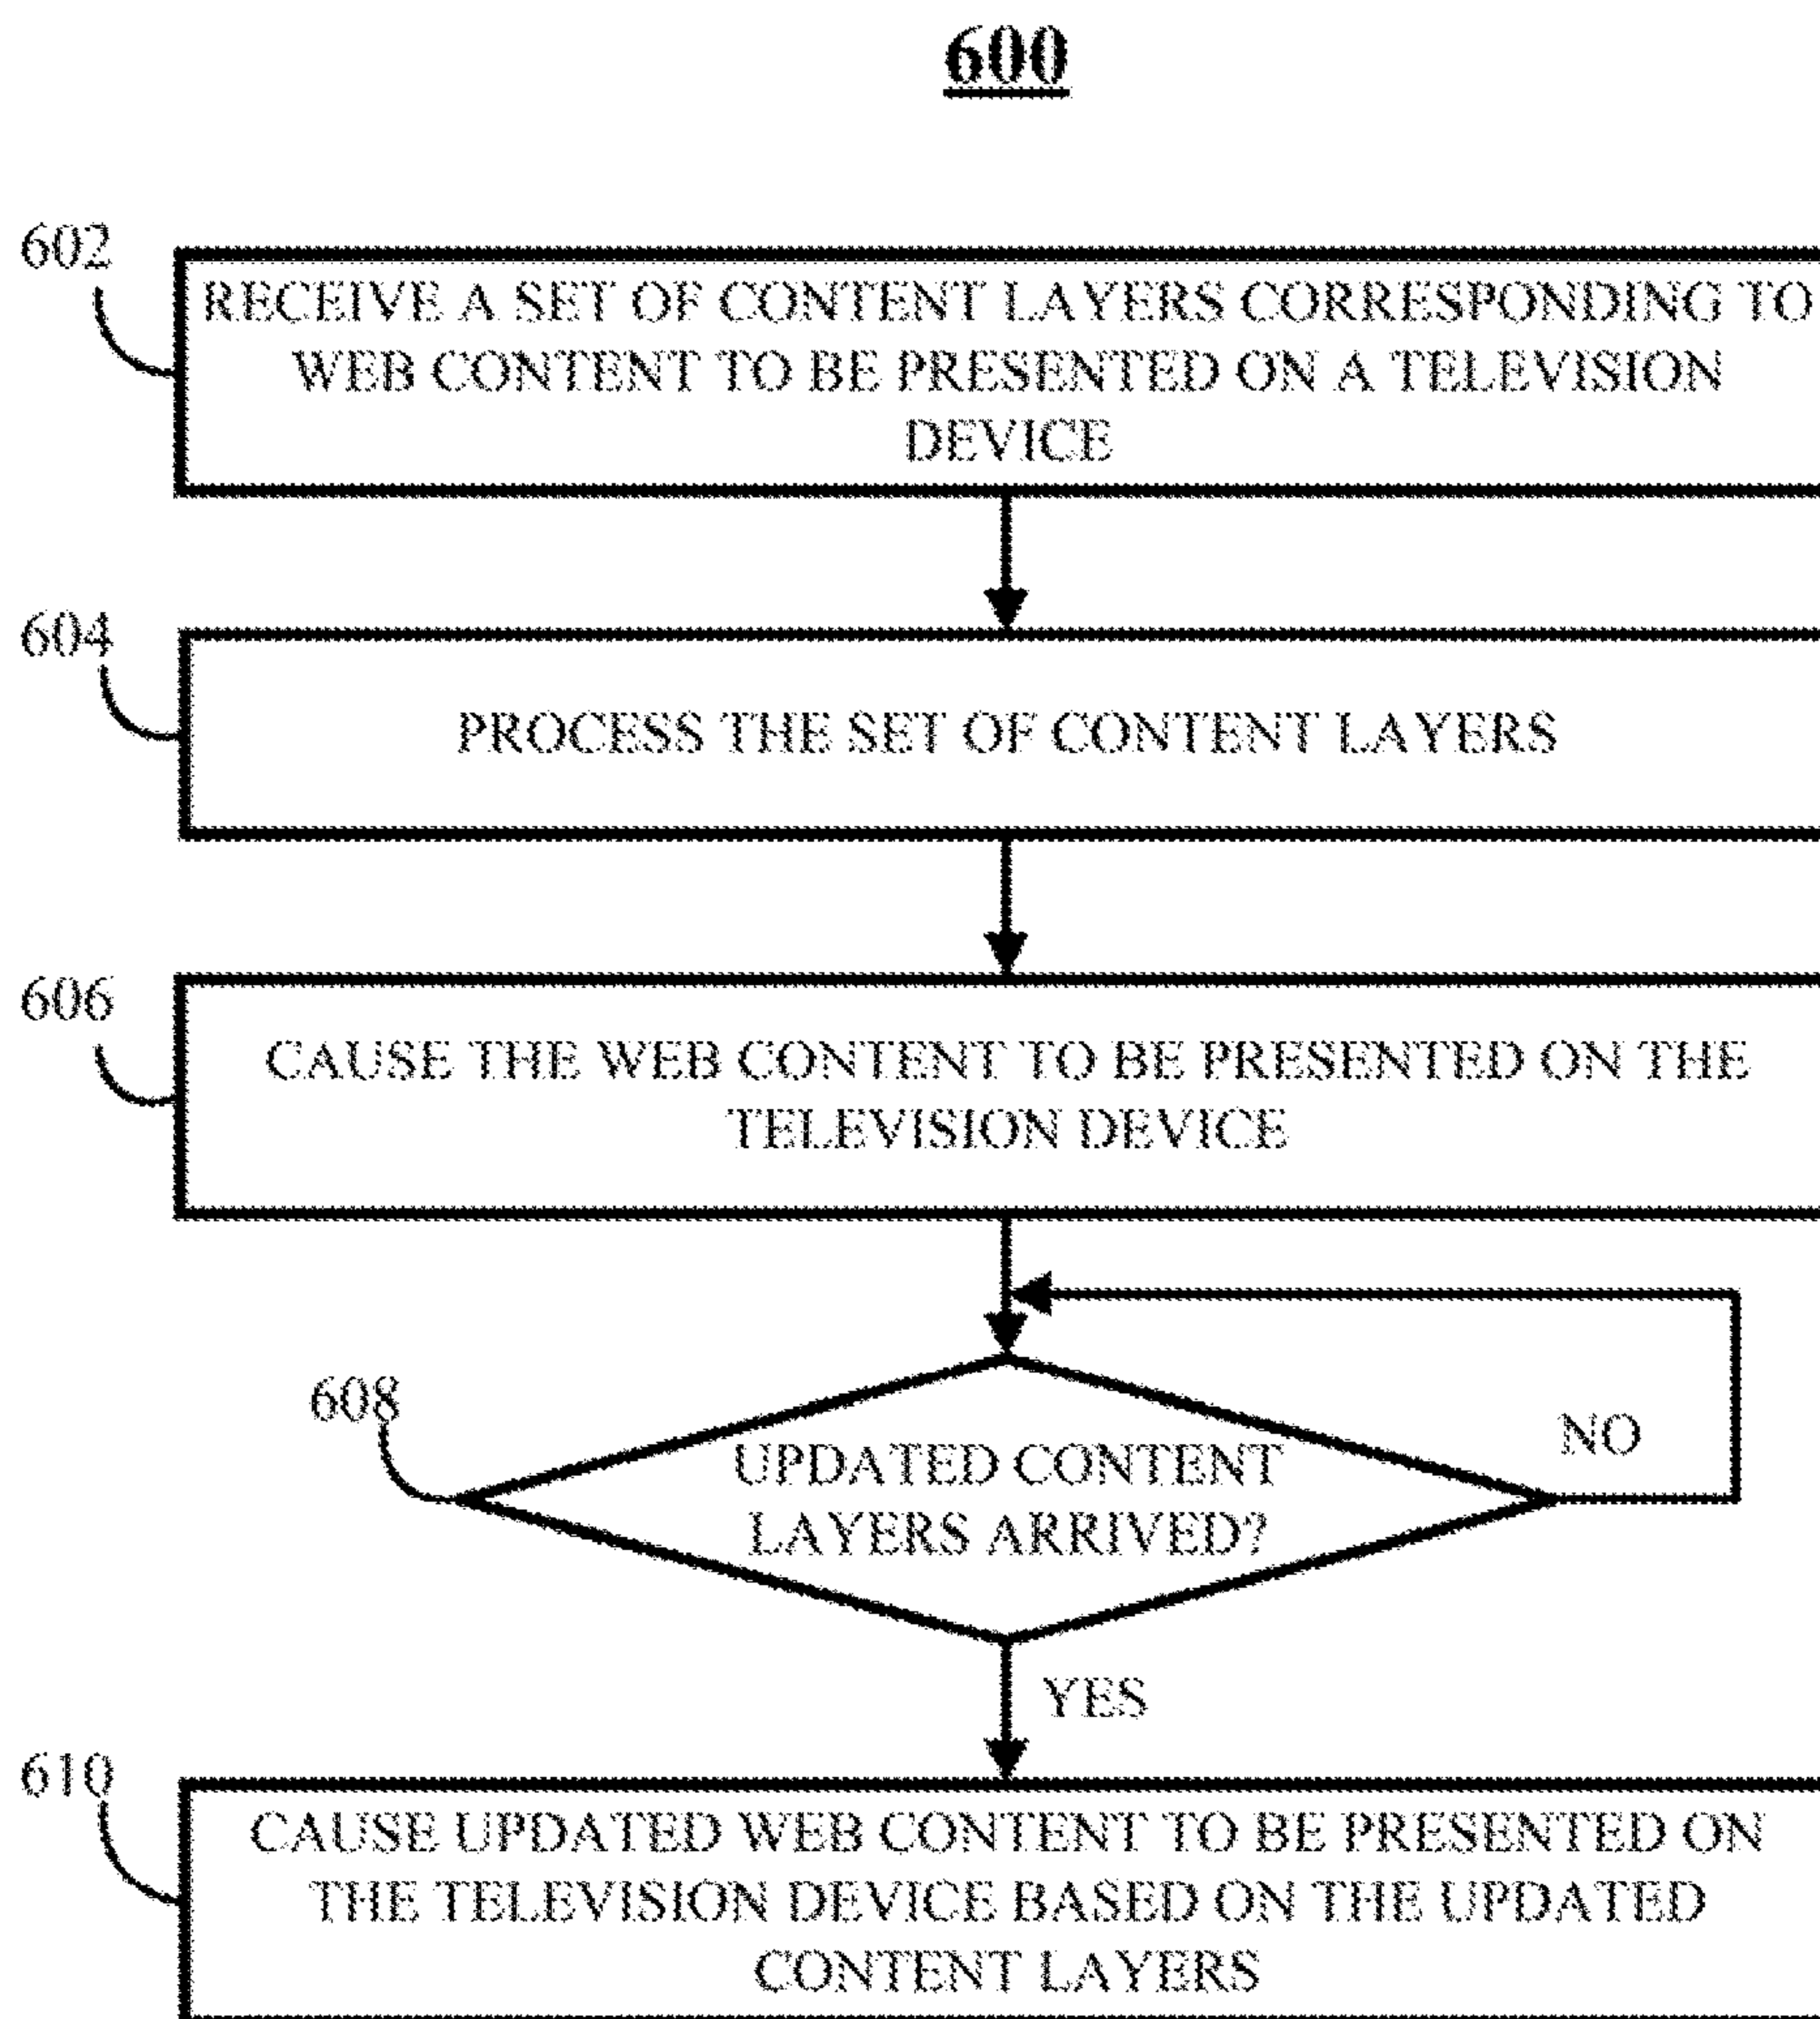 600
602
RECEIVE A SET OF CONTENT LAYERS CORRESPONDING TO
WEB CONTENT TO BE PRESENTED ON A TELEVISION
DEVICE
604
PROCESS THE SET OF CONTENT LAYERS
606
CAUSE THE WEB CONTENT TO BE PRESENTED ON THE
TELEVISION DEVICE
608
UPDATED CONTENT
LAYERS ARRIVED?
NO
YES
610
CAUSE UPDATED WEB CONTENT TO BE PRESENTED ON
THE TELEVISION DEVICE BASED ON THE UPDATED
CONTENT LAYERS